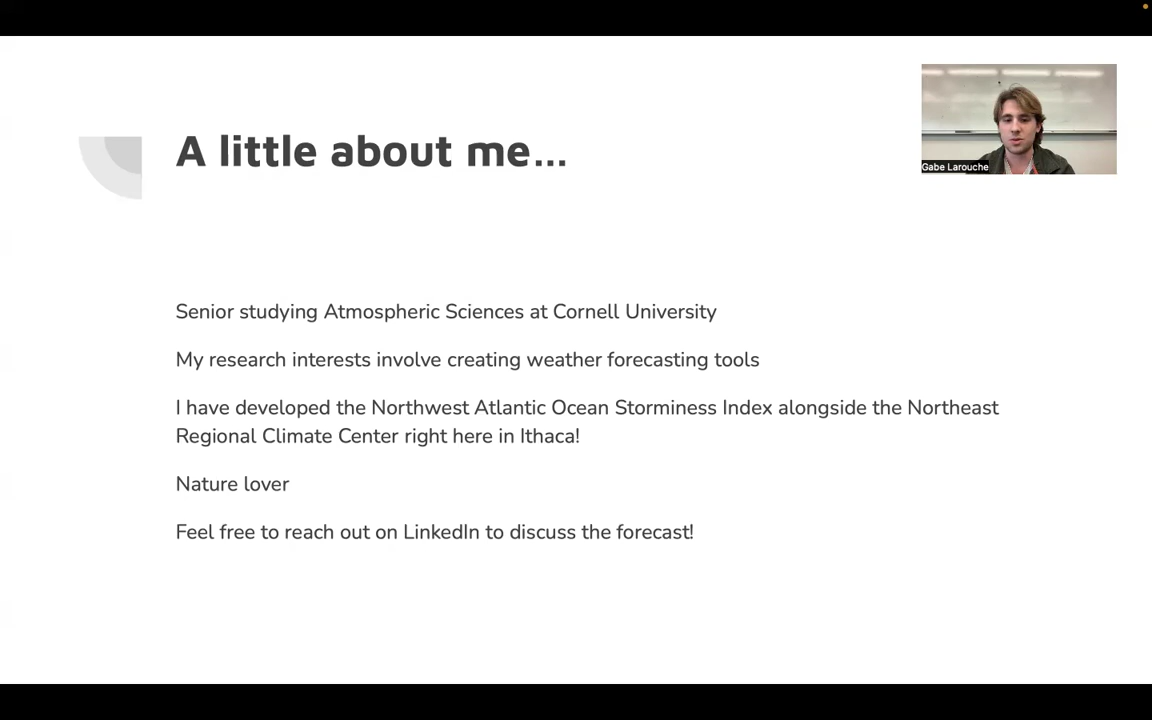 A little about me...
Gabe Larouche
Senior studying Atmospheric Sciences at Cornell University
My research interests involve creating weather forecasting tools
I have developed the Northwest Atlantic Ocean Storminess Index alongside the Northeast
Regional Climate Center right here in Ithaca!
Nature lover
Feel free to reach out on LinkedIn to discuss the forecast!